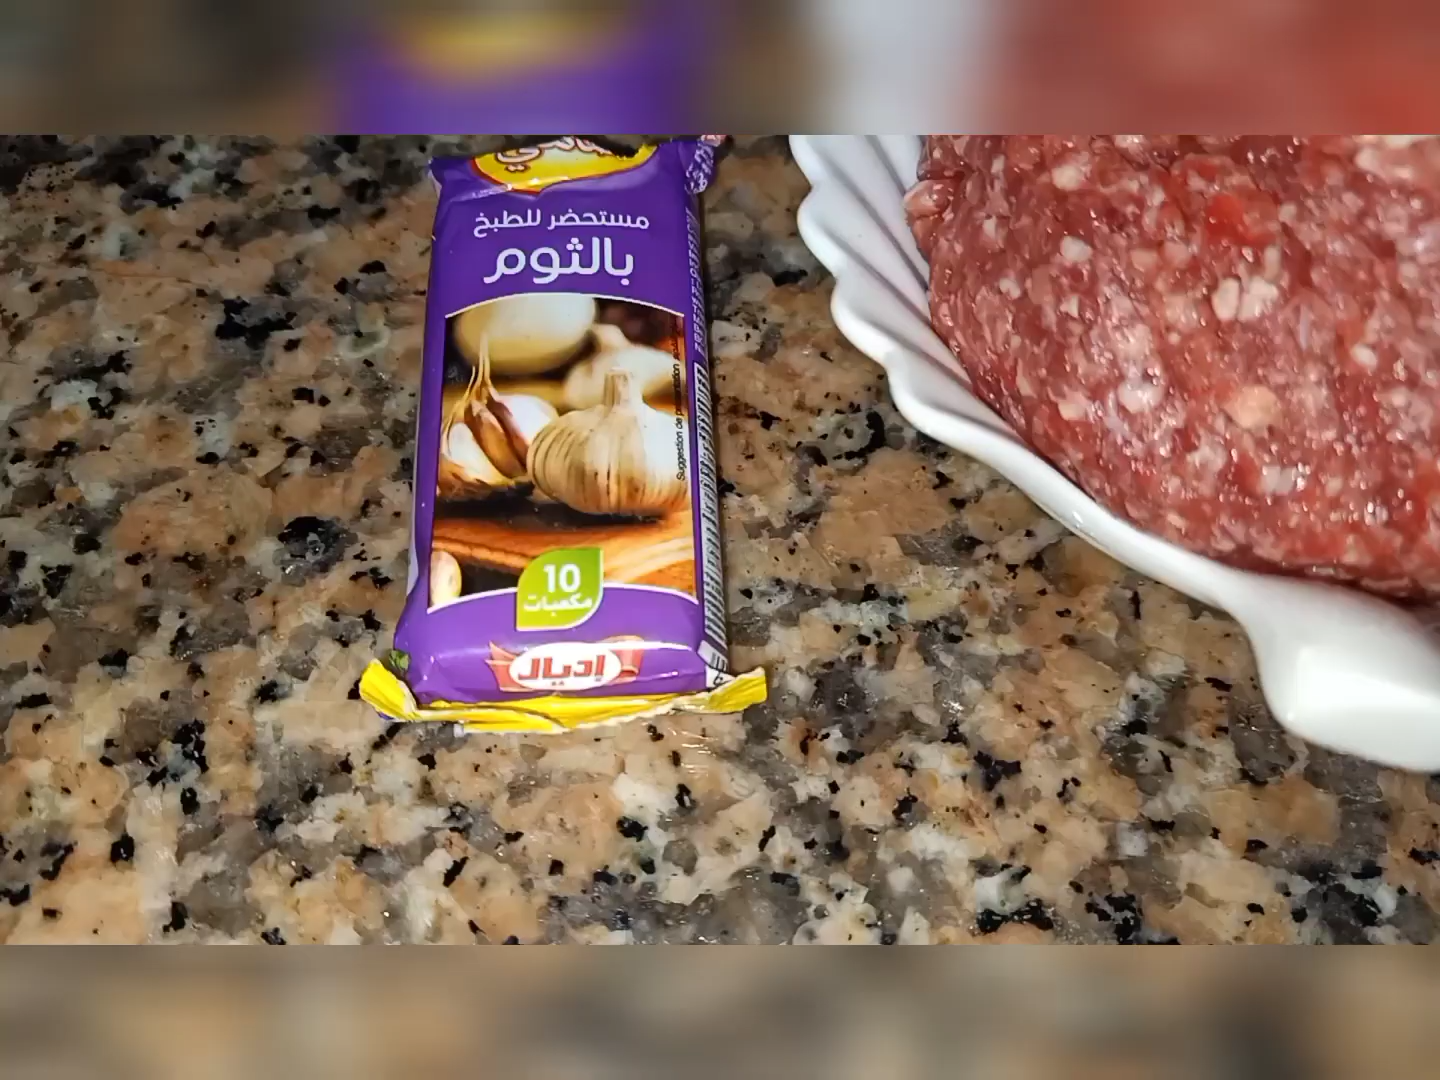 مستحضر للطبخ
بالثوم
Suggestion de présentation
10
مكعبات
إديال